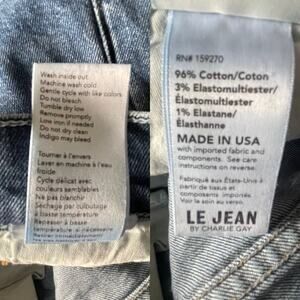 Wash inside out
Machine wash cold
Gentle cycle with like colors
Do not bleach
Tumble dry low
Remove promptly
Low iron if needed
Do not dry clean
Indigo may bleed
Tourner à l'envers
Laver en machine à l'eau
froide
Cycle délicat avec
couleurs semblables
Ne pas blanchir
Séchage par culbutage
à basse température
Repasser à basse
température si nécessaire
RN# 159270
96% Cotton/Coton
3% Elastomultiester/
Élastomultiester
1% Elastane/
Élasthanne
MADE IN USA
with imported fabric and
components. See care
instructions on reverse.
Fabriqué aux États-Unis à
partir de tissus et
composants importés.
Voir le soin au verso.
LE JEAN
BY CHARLIE GAY